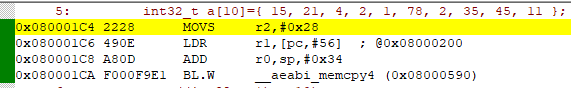 5:     int32_t a[10]={ 15, 21, 4, 2, 1, 78, 2, 35, 45, 11 };
0x080001C4 2228      MOVS     r2,#0x28
0x080001C6 490E      LDR      r1,[pc,#56]  ; @0x08000200
0x080001C8 A80D      ADD      r0,sp,#0x34
0x080001CA F000F9E1  BL.W     __aeabi_memcpy4 (0x08000590)